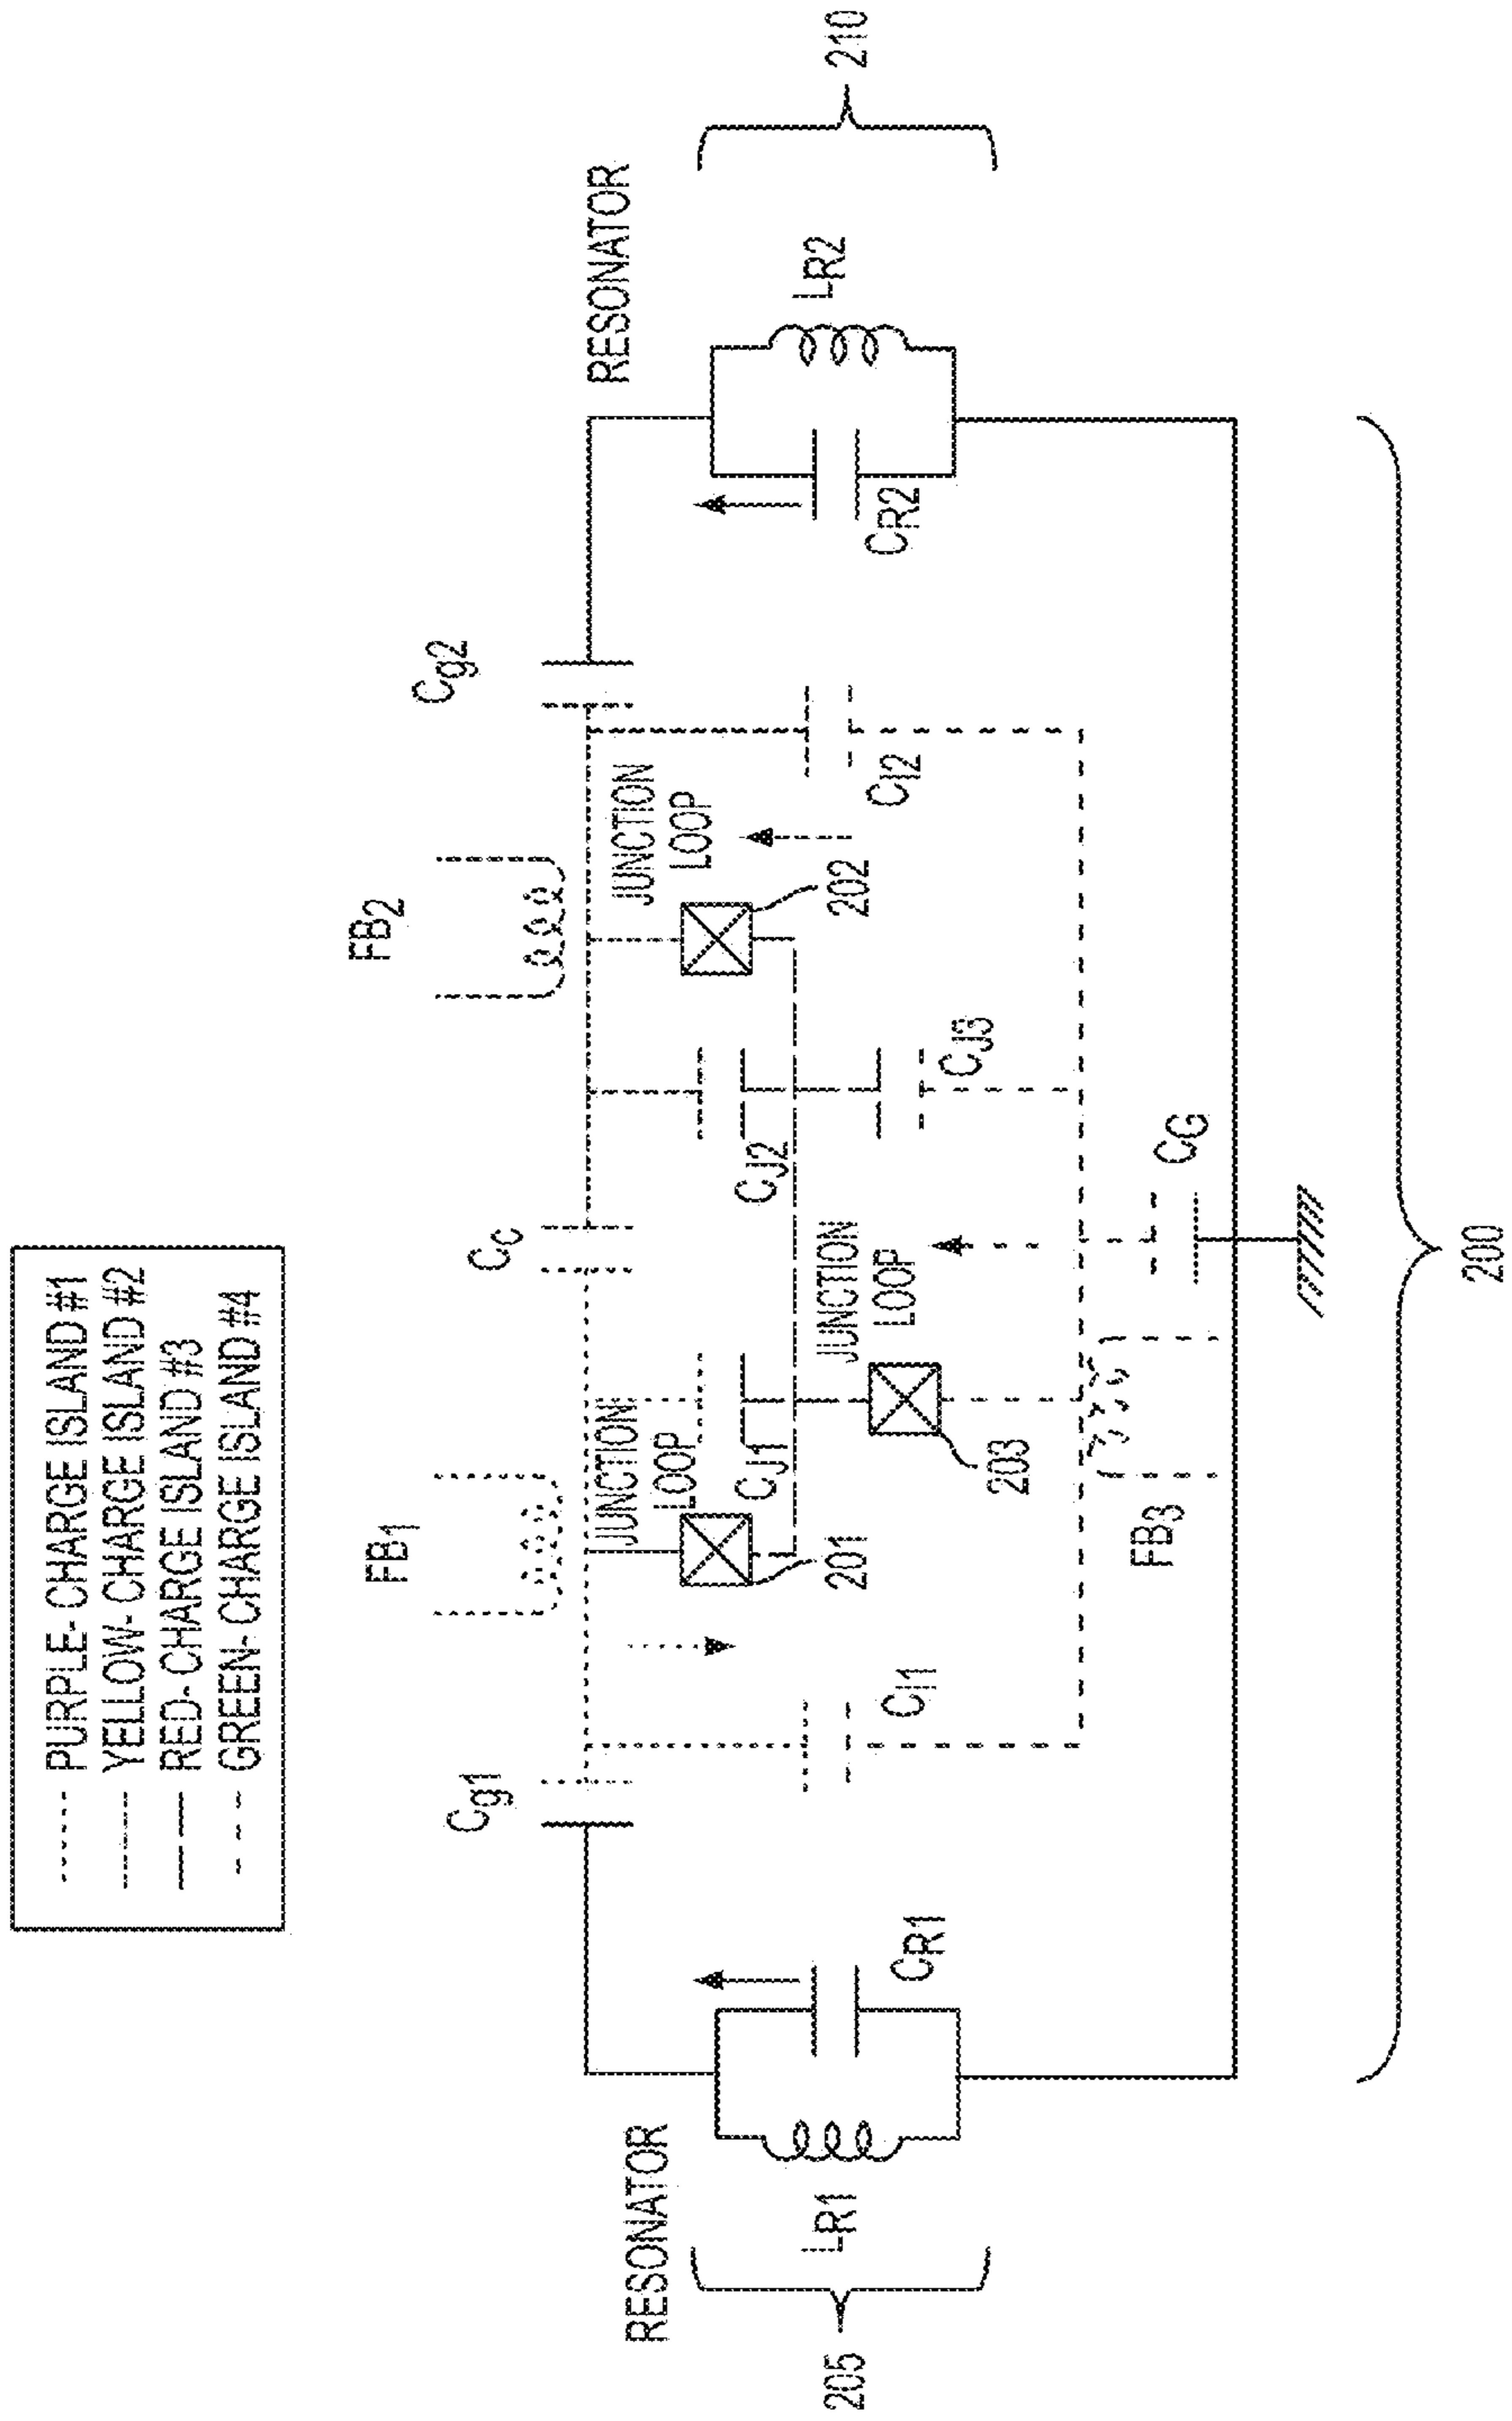 PURPLE- CHARGE ISLAND #1
YELLOW- CHARGE ISLAND #2
RED- CHARGE ISLAND #3
GREEN- CHARGE ISLAND #4
FB1
FB2
Cg1
Cc
Cg2
RESONATOR
RESONATOR
JUNCTION
LOOP
JUNCTION
LOOP
205
LR1
CR1
CI1
201
CJ1
CJ2
202
CI2
CR2
LR2
210
JUNCTION
LOOP
203
CJ3
FB3
CG
200